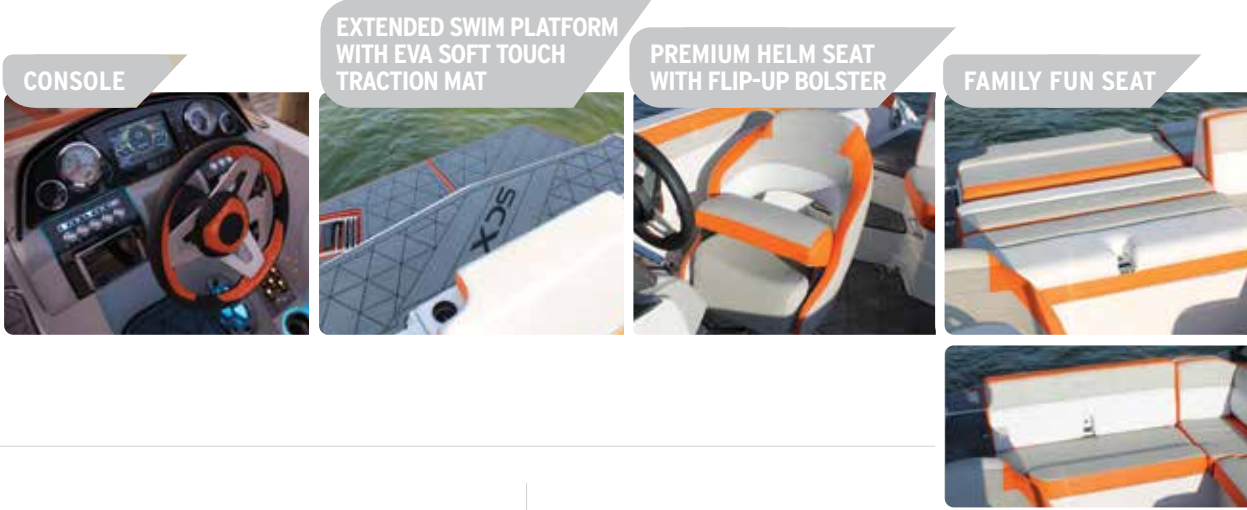 CONSOLE
EXTENDED SWIM PLATFORM
WITH EVA SOFT TOUCH
TRACTION MAT
PREMIUM HELM SEAT
WITH FLIP-UP BOLSTER
FAMILY FUN SEAT
SCX